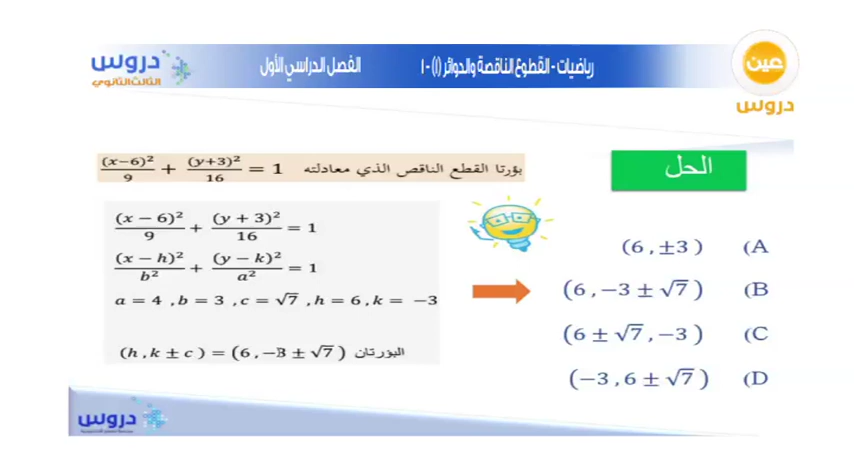 دروس
الثالث الثانوي
الفصل الدراسي الأول
رياضيات - القطوع الناقصة والدوائر (١) - ١
عين
دروس
الحل
بؤرتا القطع الناقص الذي معادلته (x−6)²/9 + (y+3)²/16 = 1
(x − 6)²/9 + (y + 3)²/16 = 1
(x − h)²/b² + (y − k)²/a² = 1
a = 4 , b = 3 , c = √7 , h = 6 , k = −3
البؤرتان (h , k ± c) = (6 , −3 ± √7)
(A (6 , ±3)
(B (6 , −3 ± √7)
(C (6 ± √7 , −3)
(D (−3 , 6 ± √7)
دروس